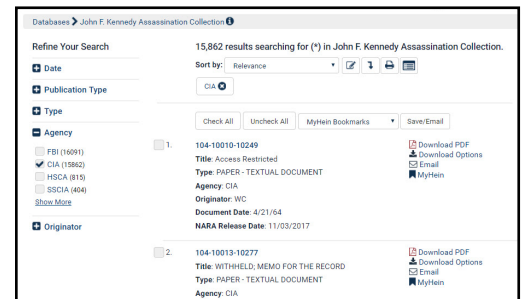 Databases > John F. Kennedy Assassination Collection
Refine Your Search
Date
Publication Type
Type
Agency
FBI (16091)
CIA (15862)
HSCA (815)
SSCIA (404)
Show More
Originator
15,862 results searching for (*) in John F. Kennedy Assassination Collection.
Sort by: Relevance
CIA
Check All Uncheck All MyHein Bookmarks Save/Email
1. 104-10010-10249
Title: Access Restricted
Type: PAPER - TEXTUAL DOCUMENT
Agency: CIA
Originator: WC
Document Date: 4/21/64
NARA Release Date: 11/03/2017
Download PDF
Download Options
Email
MyHein
2. 104-10013-10277
Title: WITHHELD; MEMO FOR THE RECORD
Type: PAPER - TEXTUAL DOCUMENT
Agency: CIA
Download PDF
Download Options
Email
MyHein